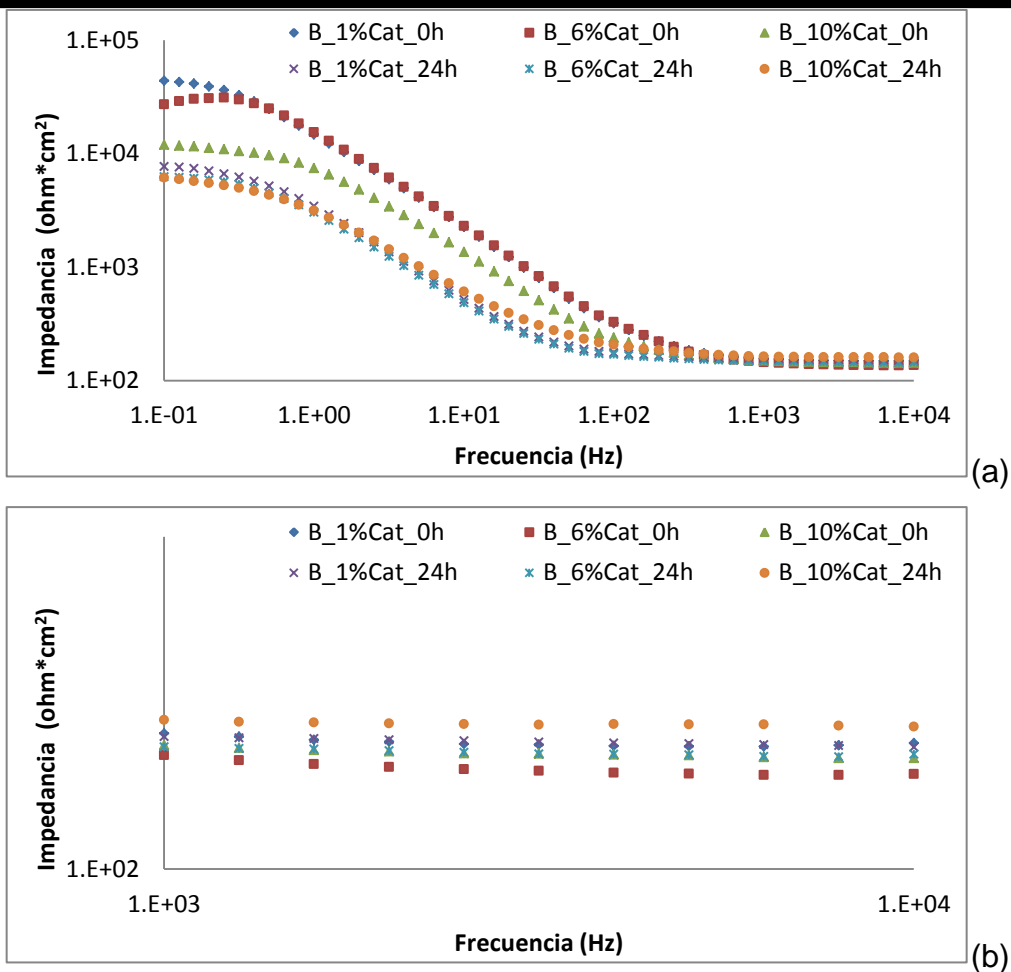 B_1%Cat_0h B_6%Cat_0h B_10%Cat_0h
B_1%Cat_24h B_6%Cat_24h B_10%Cat_24h
1.E+05
1.E+04
1.E+03
1.E+02
Impedancia (ohm*cm²)
1.E-01 1.E+00 1.E+01 1.E+02 1.E+03 1.E+04
Frecuencia (Hz)
(a)
B_1%Cat_0h B_6%Cat_0h B_10%Cat_0h
B_1%Cat_24h B_6%Cat_24h B_10%Cat_24h
Impedancia (ohm*cm²)
1.E+02
1.E+03 1.E+04
Frecuencia (Hz)
(b)